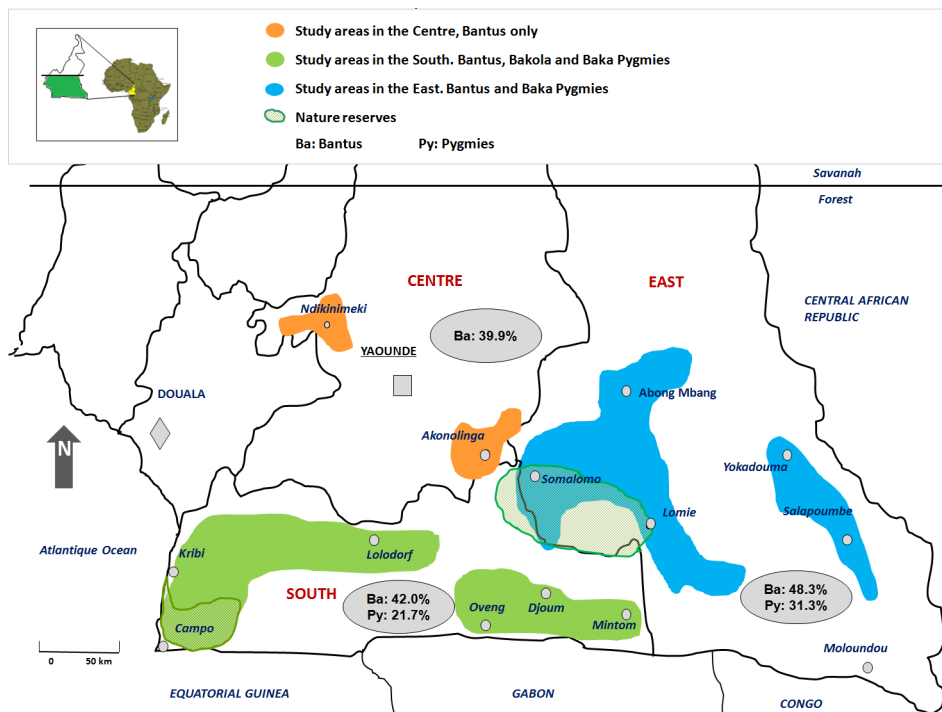 Study areas in the Centre, Bantus only
Study areas in the South. Bantus, Bakola and Baka Pygmies
Study areas in the East. Bantus and Baka Pygmies
Nature reserves
Ba: Bantus Py: Pygmies
Savanah
Forest
CENTRE
EAST
Ndikinimeki
CENTRAL AFRICAN
REPUBLIC
Ba: 39.9%
YAOUNDE
DOUALA
Abong Mbang
N
Akonolinga
Yokadouma
Somalomo
Salapoumbe
Lomie
Atlantique Ocean
Kribi
Lolodorf
SOUTH
Ba: 42.0%
Py: 21.7%
Ba: 48.3%
Py: 31.3%
Oveng
Djoum
Mintom
Campo
Moloundou
0 50 km
EQUATORIAL GUINEA
GABON
CONGO